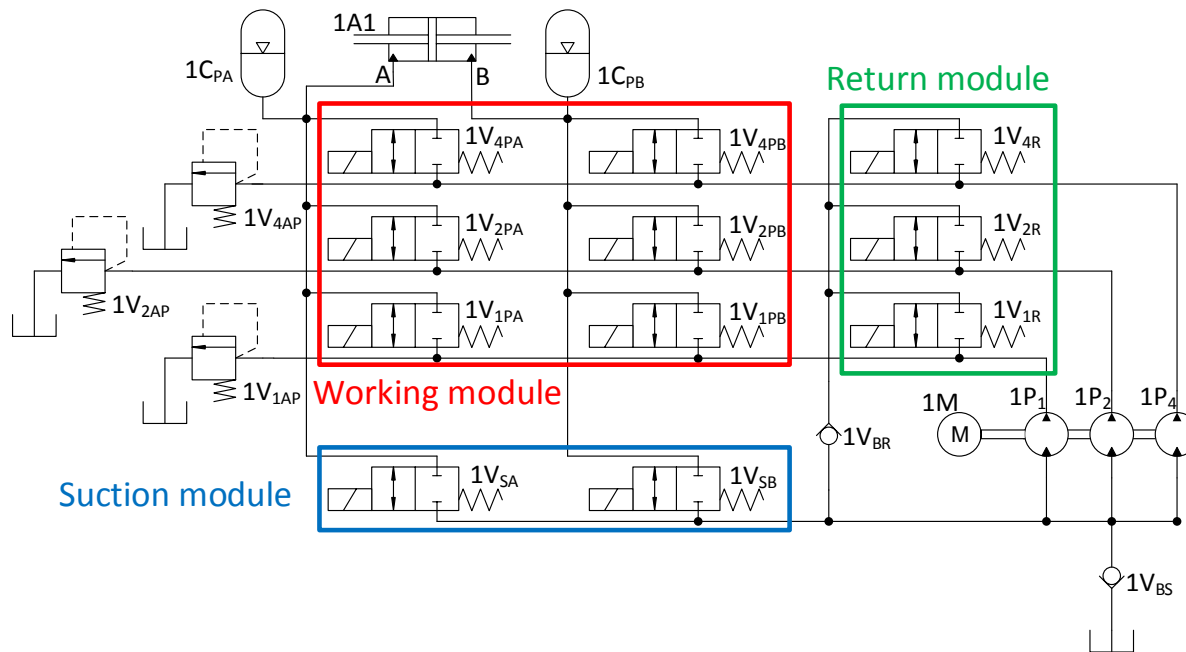 1A1
1C_PA
A
B
1C_PB
Return module
1V_4PA
1V_4PB
1V_4R
1V_4AP
1V_2PA
1V_2PB
1V_2R
1V_2AP
1V_1PA
1V_1PB
1V_1R
1V_1AP
Working module
1M
1P_1
1P_2
1P_4
M
1V_BR
Suction module
1V_SA
1V_SB
1V_BS